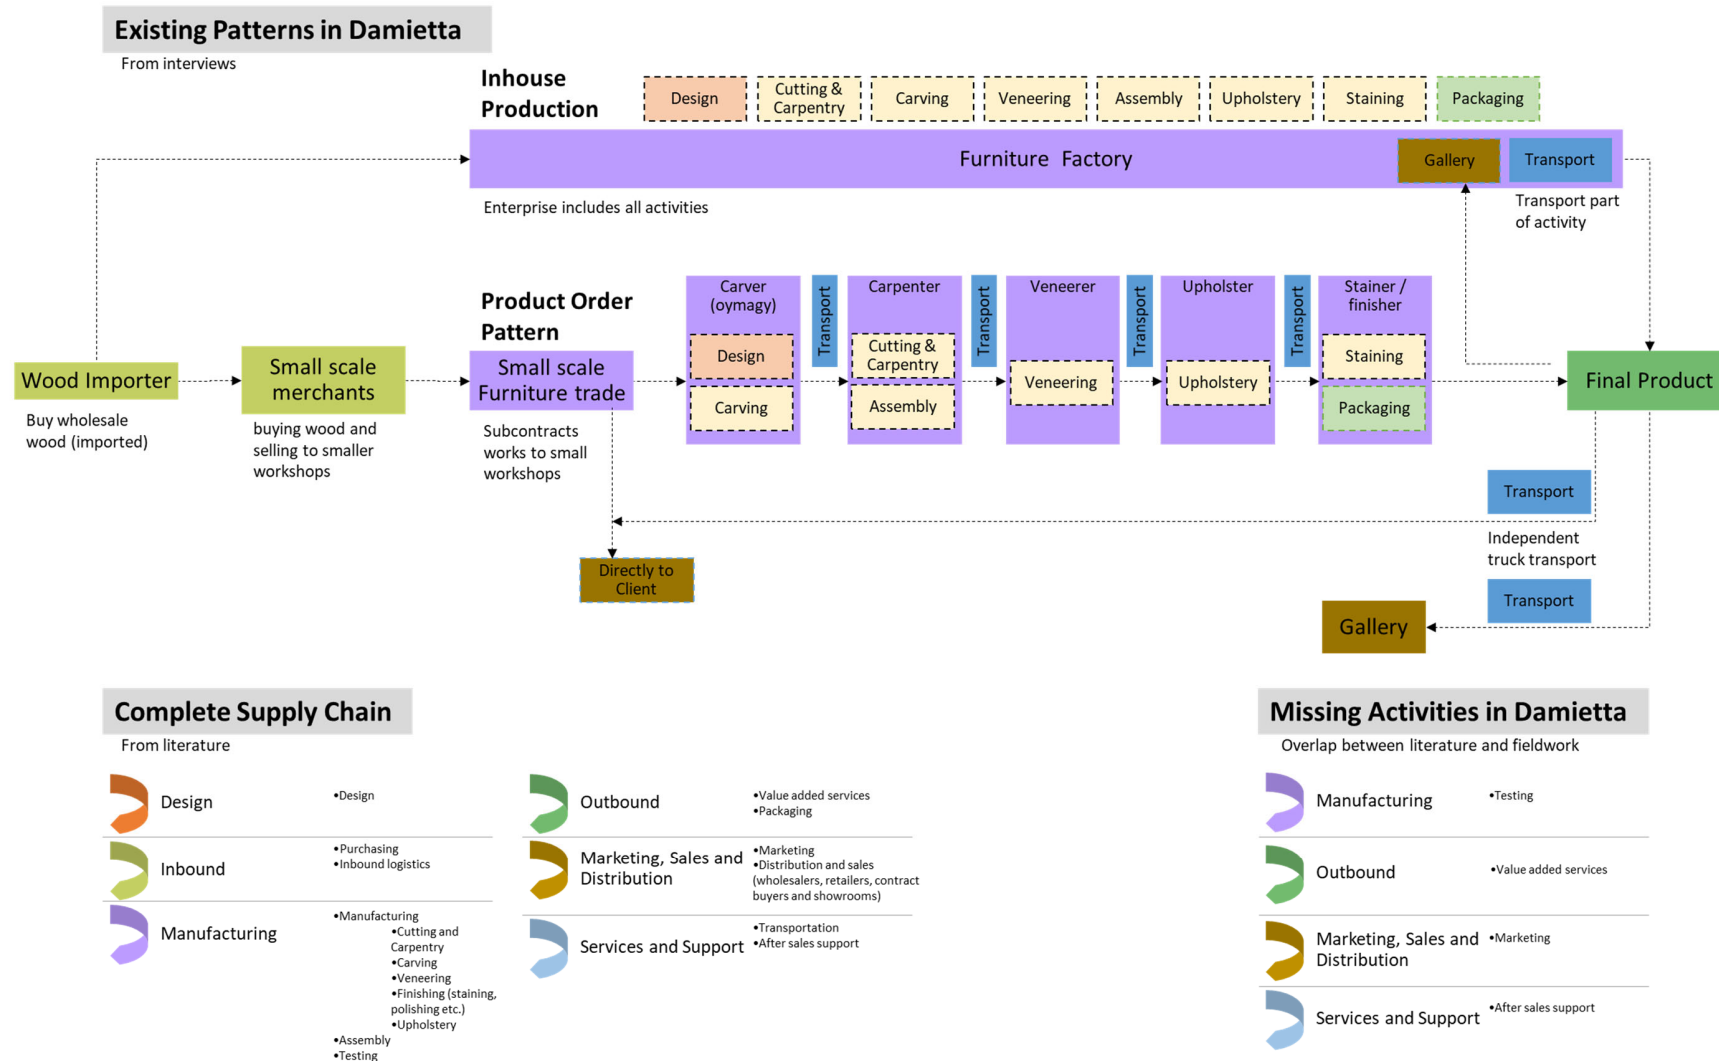 Existing Patterns in Damietta
From interviews
Inhouse
Production
Design
Cutting &
Carpentry
Carving
Veneering
Assembly
Upholstery
Staining
Packaging
Furniture Factory
Gallery
Transport
Enterprise includes all activities
Transport part
of activity
Product Order
Pattern
Carver
(oymagy)
Transport
Carpenter
Transport
Veneerer
Transport
Upholster
Transport
Stainer /
finisher
Design
Carving
Cutting &
Carpentry
Assembly
Veneering
Upholstery
Staining
Packaging
Wood Importer
Small scale
merchants
Small scale
Furniture trade
Final Product
Buy wholesale
wood (imported)
buying wood and
selling to smaller
workshops
Subcontracts
works to small
workshops
Transport
Independent
truck transport
Directly to
Client
Transport
Gallery
Complete Supply Chain
From literature
Design
•Design
Inbound
•Purchasing
•Inbound logistics
Manufacturing
•Manufacturing
•Cutting and
Carpentry
•Carving
•Veneering
•Finishing (staining,
polishing etc.)
•Upholstery
•Assembly
•Testing
Outbound
•Value added services
•Packaging
Marketing, Sales and
Distribution
•Marketing
•Distribution and sales
(wholesalers, retailers, contract
buyers and showrooms)
Services and Support
•Transportation
•After sales support
Missing Activities in Damietta
Overlap between literature and fieldwork
Manufacturing
•Testing
Outbound
•Value added services
Marketing, Sales and
Distribution
•Marketing
Services and Support
•After sales support